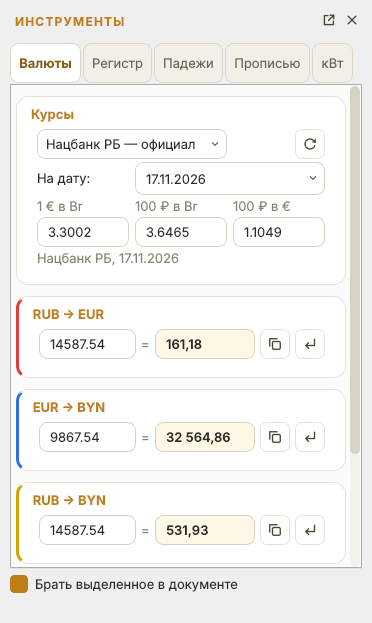 ИНСТРУМЕНТЫ
Валюты Регистр Падежи Прописью кВт
Курсы
Нацбанк РБ — официал
На дату: 17.11.2026
1 € в Br 100 ₽ в Br 100 ₽ в €
3.3002 3.6465 1.1049
Нацбанк РБ, 17.11.2026
RUB → EUR
14587.54 = 161,18
EUR → BYN
9867.54 = 32 564,86
RUB → BYN
14587.54 = 531,93
Брать выделенное в документе